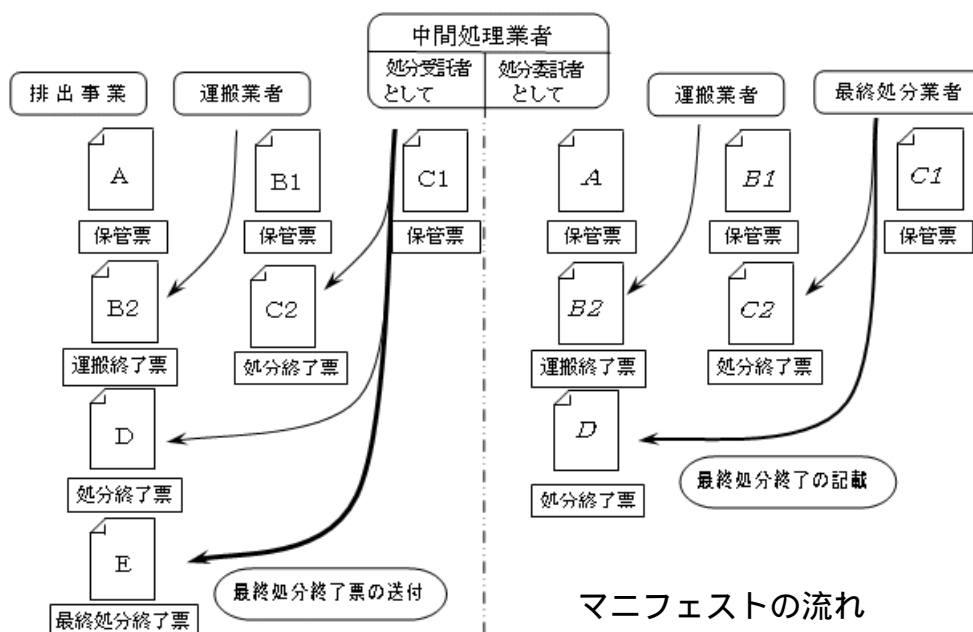 中間処理業者
処分受託者
として
処分委託者
として
排出事業
運搬業者
運搬業者
最終処分業者
A
B1
C1
A
B1
C1
保管票
保管票
保管票
保管票
保管票
保管票
B2
C2
B2
C2
運搬終了票
処分終了票
運搬終了票
処分終了票
D
D
処分終了票
最終処分終了の記載
処分終了票
E
最終処分終了票の送付
最終処分終了票
マニフェストの流れ